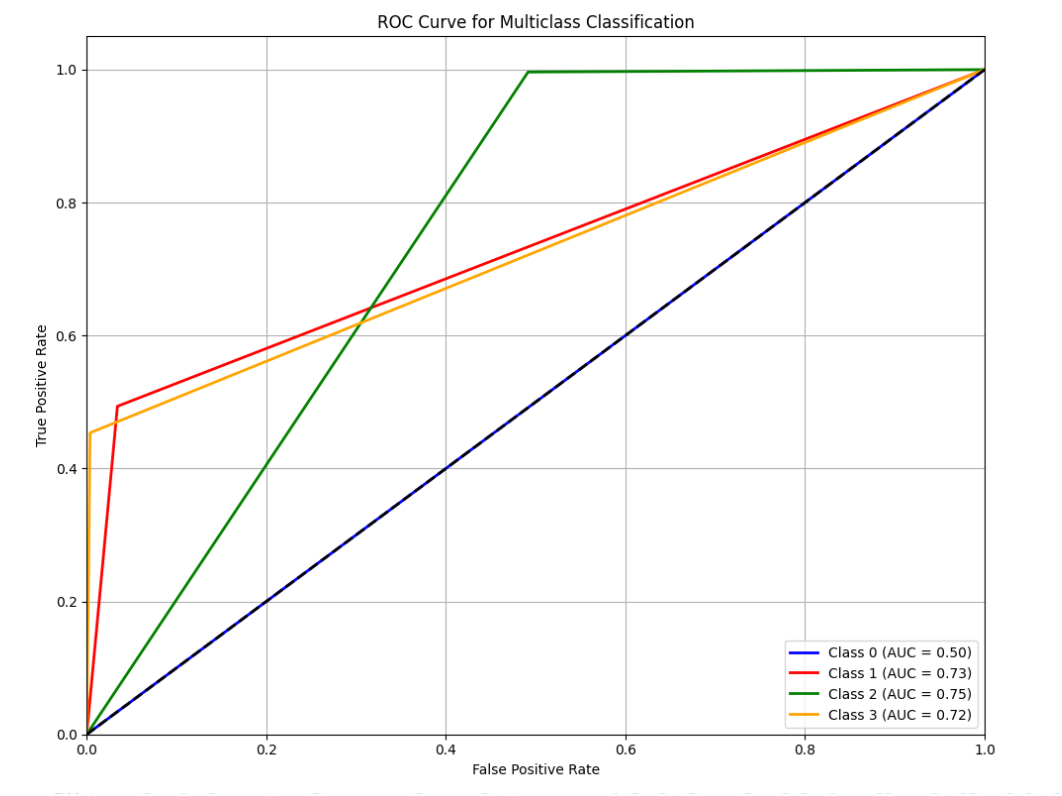 ROC Curve for Multiclass Classification
1.0
0.8
0.6
0.4
0.2
0.0
True Positive Rate
0.0 0.2 0.4 0.6 0.8 1.0
False Positive Rate
Class 0 (AUC = 0.50)
Class 1 (AUC = 0.73)
Class 2 (AUC = 0.75)
Class 3 (AUC = 0.72)